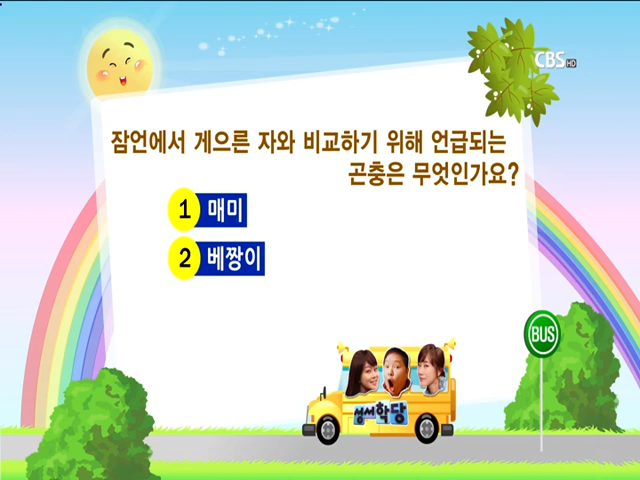 CBS HD
잠언에서 게으른 자와 비교하기 위해 언급되는
곤충은 무엇인가요?
1 매미
2 베짱이
BUS
성서학당